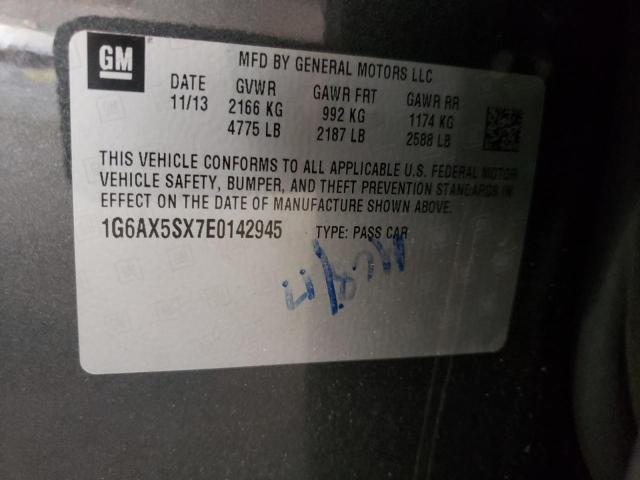 GM
MFD BY GENERAL MOTORS LLC
DATE GVWR GAWR FRT GAWR RR
11/13 2166 KG 992 KG 1174 KG
4775 LB 2187 LB 2588 LB
THIS VEHICLE CONFORMS TO ALL APPLICABLE U.S. FEDERAL MOTOR
VEHICLE SAFETY, BUMPER, AND THEFT PREVENTION STANDARDS IN
EFFECT ON THE DATE OF MANUFACTURE SHOWN ABOVE.
1G6AX5SX7E0142945 TYPE: PASS CAR